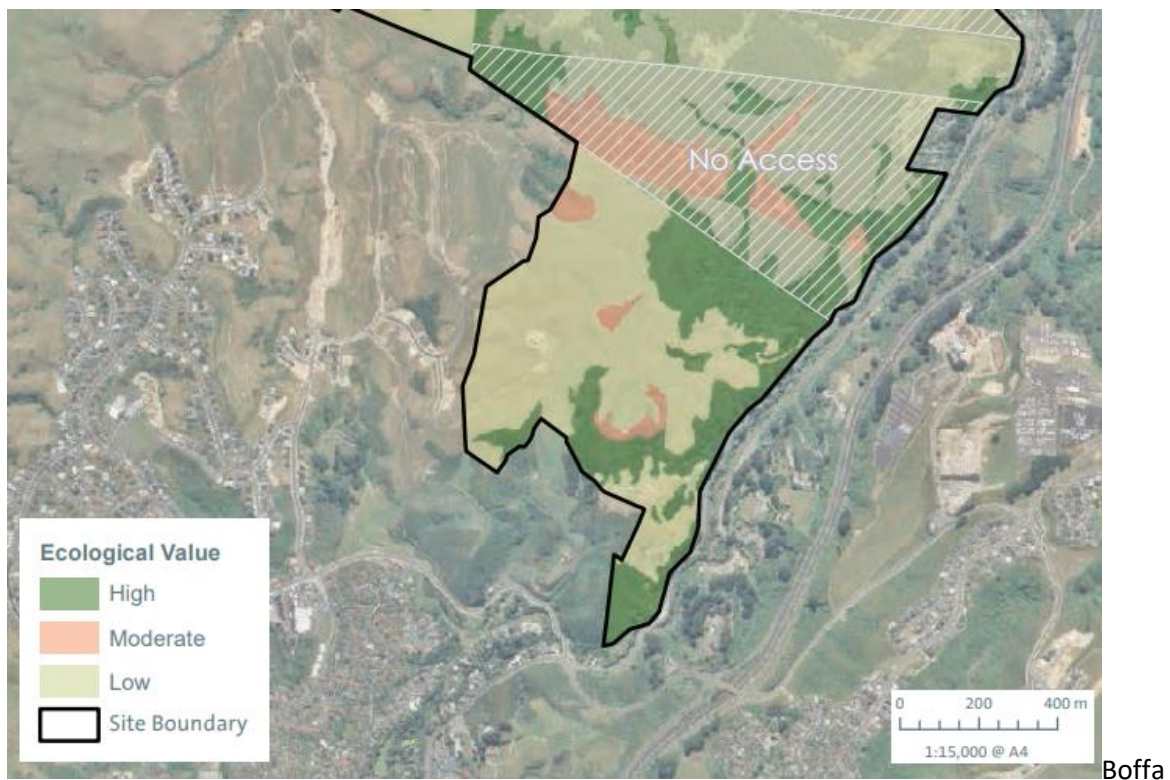 No Access
Ecological Value
High
Moderate
Low
Site Boundary
0 200 400 m
1:15,000 @ A4
Boffa